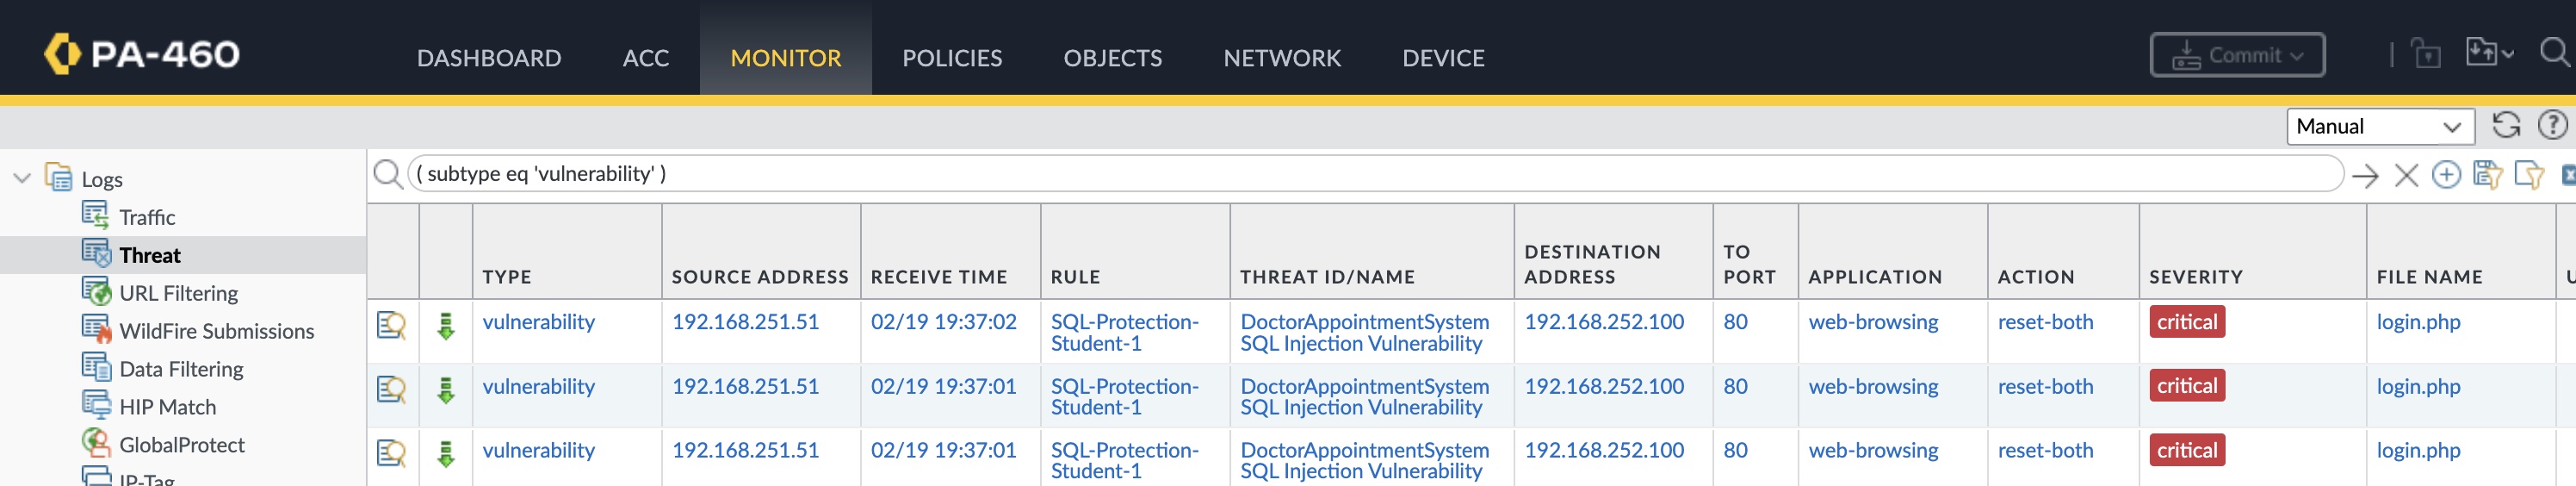 PA-460 DASHBOARD ACC MONITOR POLICIES OBJECTS NETWORK DEVICE Commit
Manual
Logs
Traffic
Threat
URL Filtering
WildFire Submissions
Data Filtering
HIP Match
GlobalProtect
IP-Tag
( subtype eq 'vulnerability' )
TYPE SOURCE ADDRESS RECEIVE TIME RULE THREAT ID/NAME DESTINATION ADDRESS TO PORT APPLICATION ACTION SEVERITY FILE NAME
vulnerability 192.168.251.51 02/19 19:37:02 SQL-Protection- DoctorAppointmentSystem 192.168.252.100 80 web-browsing reset-both critical login.php
Student-1 SQL Injection Vulnerability
vulnerability 192.168.251.51 02/19 19:37:01 SQL-Protection- DoctorAppointmentSystem 192.168.252.100 80 web-browsing reset-both critical login.php
Student-1 SQL Injection Vulnerability
vulnerability 192.168.251.51 02/19 19:37:01 SQL-Protection- DoctorAppointmentSystem 192.168.252.100 80 web-browsing reset-both critical login.php
Student-1 SQL Injection Vulnerability